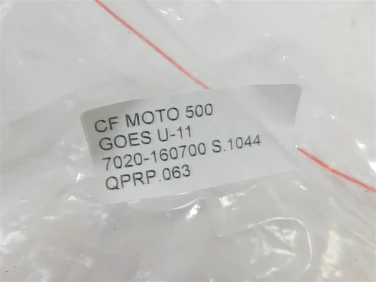 CF MOTO 500
GOES U-11
7020-160700 S.1044
QPRP.063